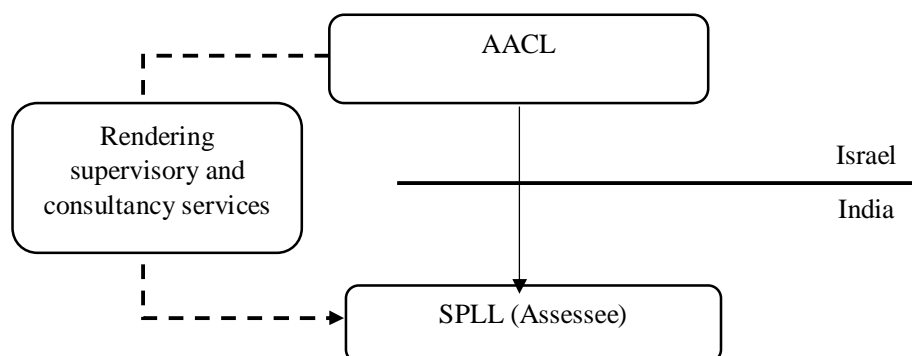 AACL
Rendering
supervisory and
consultancy services
Israel
India
SPLL (Assessee)